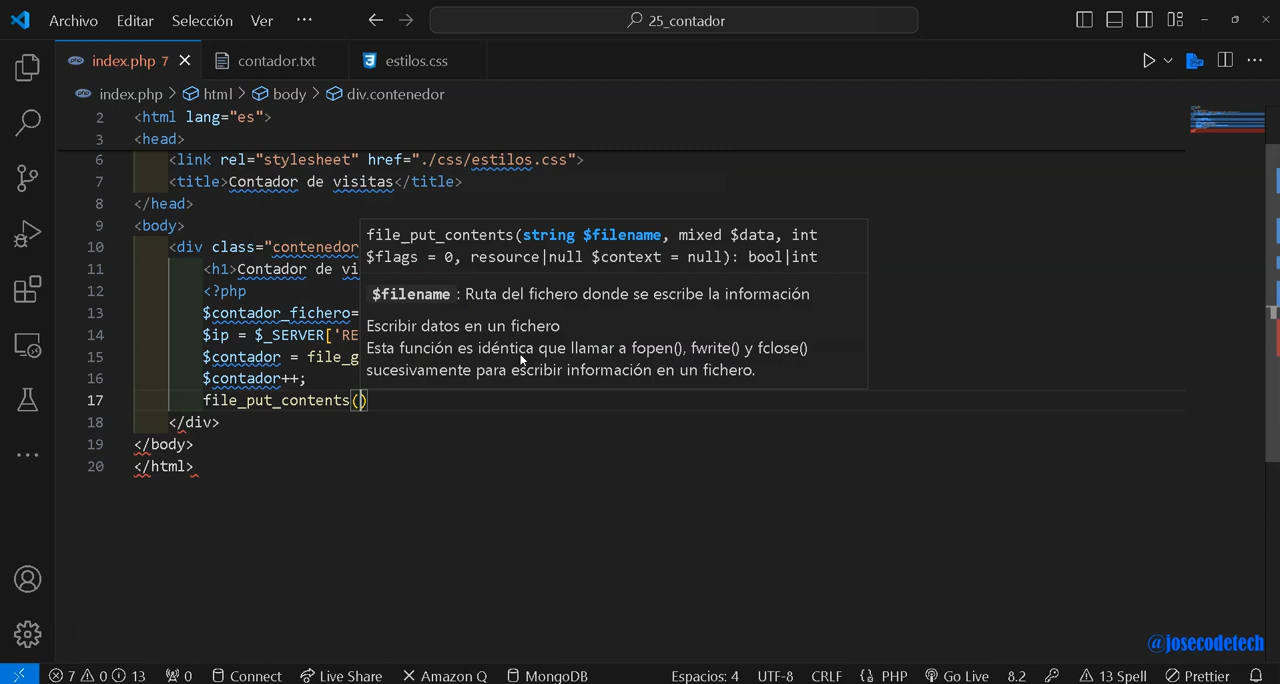 Archivo Editar Selección Ver ··· 25_contador
index.php 7 contador.txt estilos.css
index.php > html > body > div.contenedor
2 <html lang="es">
3 <head>
6 <link rel="stylesheet" href="./css/estilos.css">
7 <title>Contador de visitas</title>
8 </head>
9 <body>
10 <div class="contenedor
11 <h1>Contador de vi
12 <?php
13 $contador_fichero=
14 $ip = $_SERVER['RE
15 $contador = file_g
16 $contador++;
17 file_put_contents()
18 </div>
19 </body>
20 </html>
file_put_contents(string $filename, mixed $data, int
$flags = 0, resource|null $context = null): bool|int
$filename: Ruta del fichero donde se escribe la información
Escribir datos en un fichero
Esta función es idéntica que llamar a fopen(), fwrite() y fclose()
sucesivamente para escribir información en un fichero.
@josecodetech
7 0 13 0 Connect Live Share Amazon Q MongoDB Espacios: 4 UTF-8 CRLF {} PHP Go Live 8.2 13 Spell Prettier